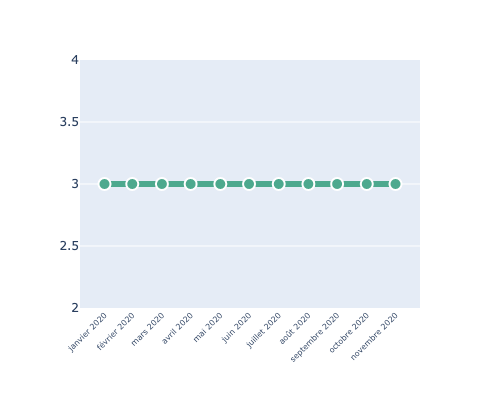 4
3.5
3
2.5
2
janvier 2020
février 2020
mars 2020
avril 2020
mai 2020
juin 2020
juillet 2020
août 2020
septembre 2020
octobre 2020
novembre 2020